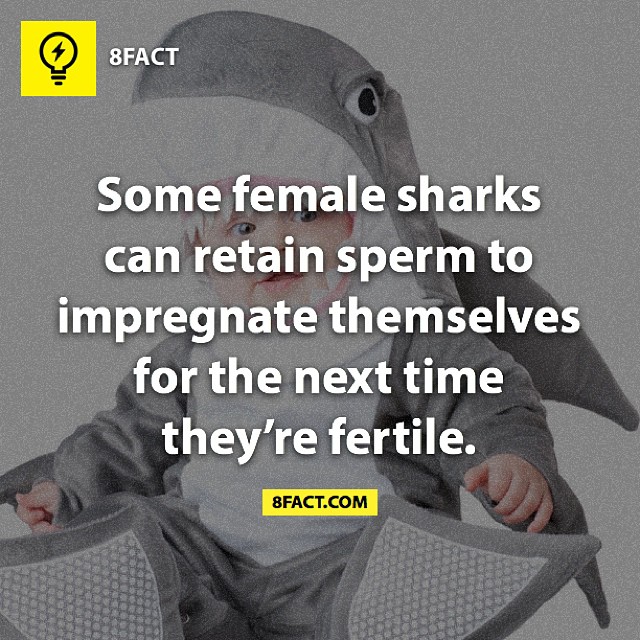 8FACT
Some female sharks
can retain sperm to
impregnate themselves
for the next time
they’re fertile.
8FACT.COM